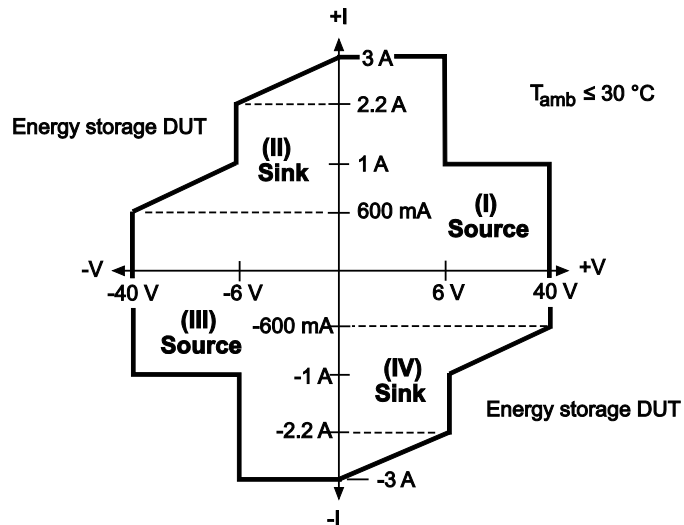 +I
3 A
T_amb ≤ 30 °C
2.2 A
Energy storage DUT
(II)
Sink
1 A
600 mA
(I)
Source
-V
+V
-40 V
-6 V
6 V
40 V
(III)
Source
-600 mA
-1 A
(IV)
Sink
Energy storage DUT
-2.2 A
-3 A
-I